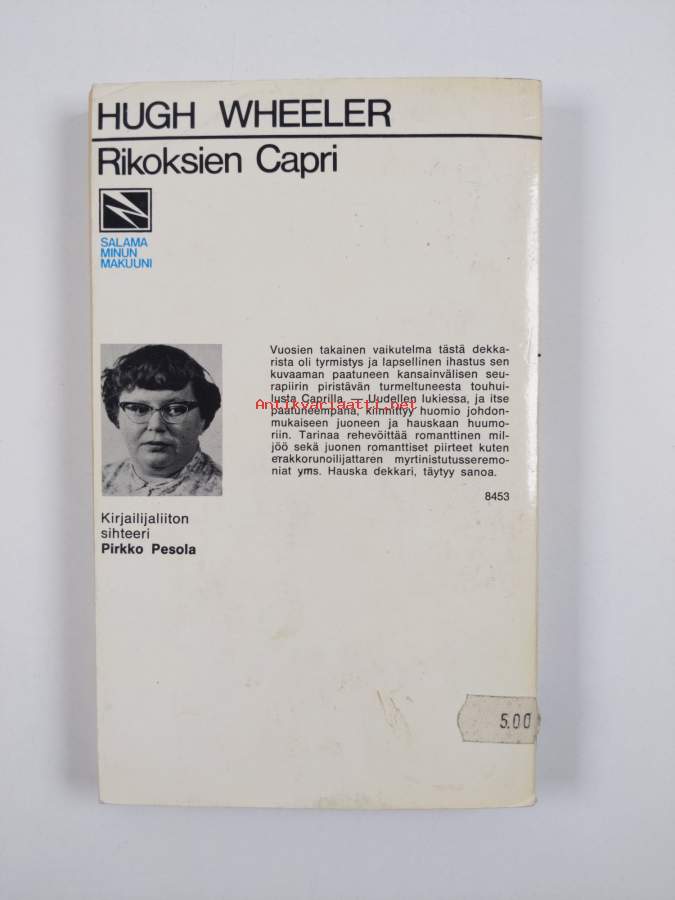 HUGH WHEELER
Rikoksien Capri
SALAMA
MINUN
MAKUUNI
Vuosien takainen vaikutelma tästä dekka-
rista oli tyrmistys ja lapsellinen ihastus sen
kuvaaman paatuneen kansainvälisen seu-
rapiirin piristävän turmeltuneesta touhui-
lusta Caprilla. Uudellen lukiessa, ja itse
Antikvariaatti.net
paatuneempana, kiinnittyy huomio johdon-
mukaiseen juoneen ja hauskaan huumo-
riin. Tarinaa rehevöittää romanttinen mil-
jöö sekä juonen romanttiset piirteet kuten
erakkorunoilijattaren myrtinistutusseremo-
niat yms. Hauska dekkari, täytyy sanoa.
8453
Kirjailijaliiton
sihteeri
Pirkko Pesola
5.00